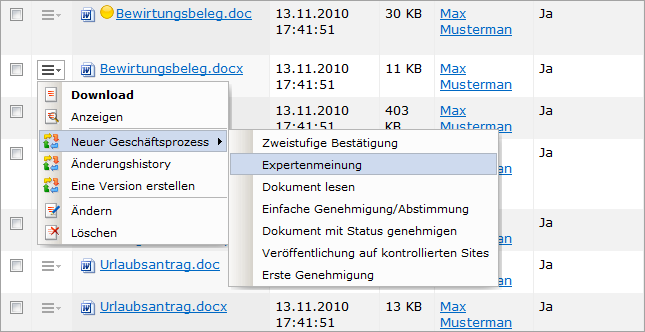 Bewirtungsbeleg.doc 13.11.2010 30 KB Max Ja
17:41:51 Musterman
Bewirtungsbeleg.docx 13.11.2010 11 KB Max Ja
17:41:51 Musterman
Download
Anzeigen
Neuer Geschäftsprozess
Änderungshistory
Eine Version erstellen
Ändern
Löschen
13.11.2010 403 Max Ja
KB
Zweistufige Bestätigung
Expertenmeinung
Dokument lesen
Einfache Genehmigung/Abstimmung
Dokument mit Status genehmigen
Veröffentlichung auf kontrollierten Sites
Erste Genehmigung
Ja
Ja
Urlaubsantrag.doc Ja
Urlaubsantrag.docx 13.11.2010 13 KB Max Ja
17:41:51 Musterman